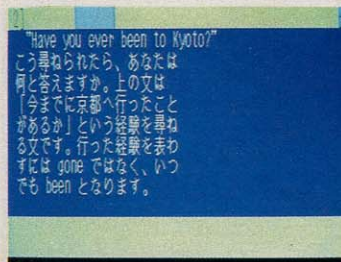 "Have you ever been to Kyoto?"
こう尋ねられたら、あなたは
何と答えますか。上の文は
「今までに京都へ行ったこと
があるか」という経験を尋ね
る文です。行った経験を表わ
すには gone ではなく、いつ
でも been となります。